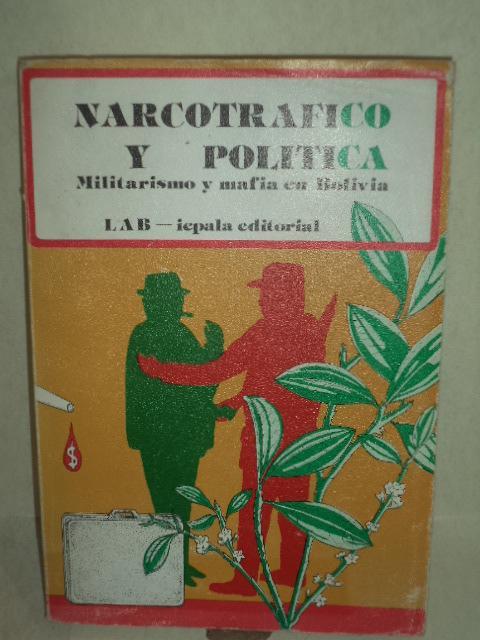 NARCOTRAFICO
Y POLITICA
Militarismo y mafia en Bolivia
LAB — iepala editorial
$